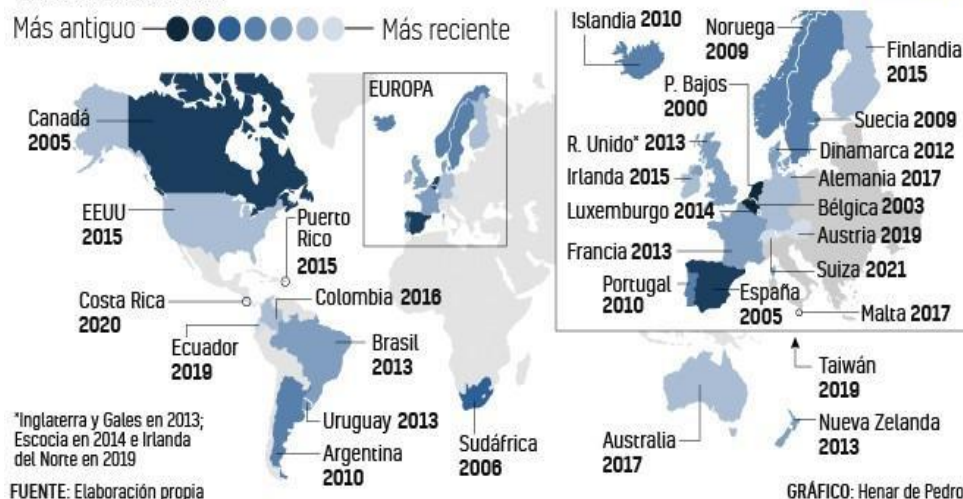 Más antiguo
Más reciente
Canadá
2005
EEUU
2015
Puerto
Rico
2015
Costa Rica
2020
Colombia 2016
Ecuador
2019
Brasil
2013
Uruguay 2013
Argentina
2010
Sudáfrica
2006
EUROPA
Islandia 2010
Noruega
2009
Finlandia
2015
P. Bajos
2000
Suecia 2009
R. Unido* 2013
Dinamarca 2012
Irlanda 2015
Alemania 2017
Luxemburgo 2014
Bélgica 2003
Austria 2019
Francia 2013
Suiza 2021
Portugal
2010
España
2005
Malta 2017
Taiwán
2019
Australia
2017
Nueva Zelanda
2013
*Inglaterra y Gales en 2013;
Escocia en 2014 e Irlanda
del Norte en 2019
FUENTE: Elaboración propia
GRÁFICO: Henar de Pedro